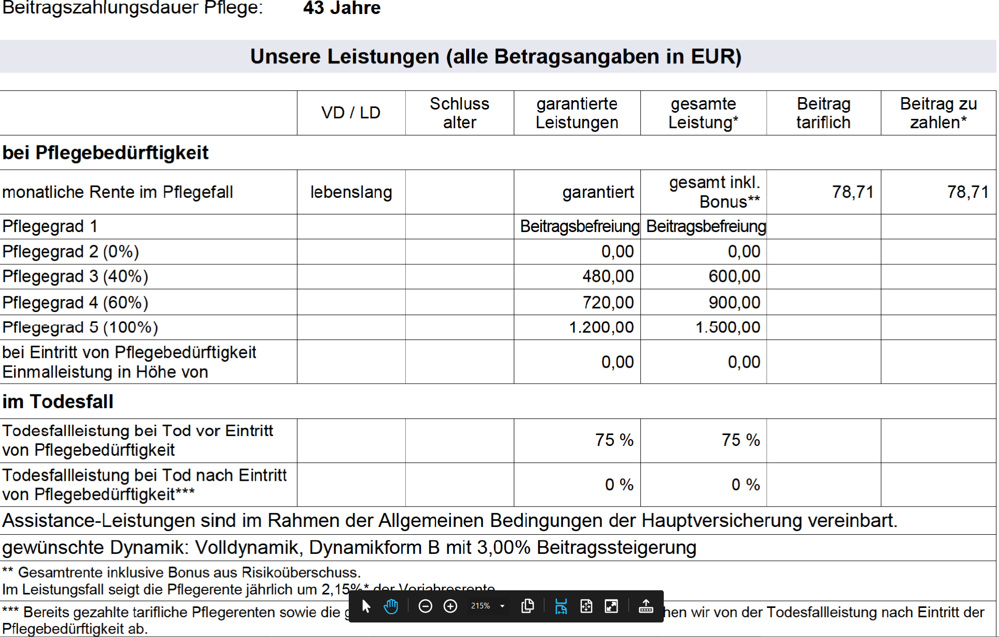 Beitragszahlungsdauer Pflege: 43 Jahre
Unsere Leistungen (alle Betragsangaben in EUR)
VD / LD Schluss alter garantierte Leistungen gesamte Leistung* Beitrag tariflich Beitrag zu zahlen*
bei Pflegebedürftigkeit
monatliche Rente im Pflegefall lebenslang garantiert gesamt inkl. Bonus** 78,71 78,71
Pflegegrad 1 Beitragsbefreiung Beitragsbefreiung
Pflegegrad 2 (0%) 0,00 0,00
Pflegegrad 3 (40%) 480,00 600,00
Pflegegrad 4 (60%) 720,00 900,00
Pflegegrad 5 (100%) 1.200,00 1.500,00
bei Eintritt von Pflegebedürftigkeit
Einmalleistung in Höhe von 0,00 0,00
im Todesfall
Todesfallleistung bei Tod vor Eintritt
von Pflegebedürftigkeit 75 % 75 %
Todesfallleistung bei Tod nach Eintritt
von Pflegebedürftigkeit*** 0 % 0 %
Assistance-Leistungen sind im Rahmen der Allgemeinen Bedingungen der Hauptversicherung vereinbart.
gewünschte Dynamik: Volldynamik, Dynamikform B mit 3,00% Beitragssteigerung
** Gesamtrente inklusive Bonus aus Risikoüberschuss.
Im Leistungsfall seigt die Pflegerente jährlich um 2,15%* der Vorjahresrente
215%
*** Bereits gezahlte tarifliche Pflegerenten sowie die hen wir von der Todesfallleistung nach Eintritt der
Pflegebedürftigkeit ab.